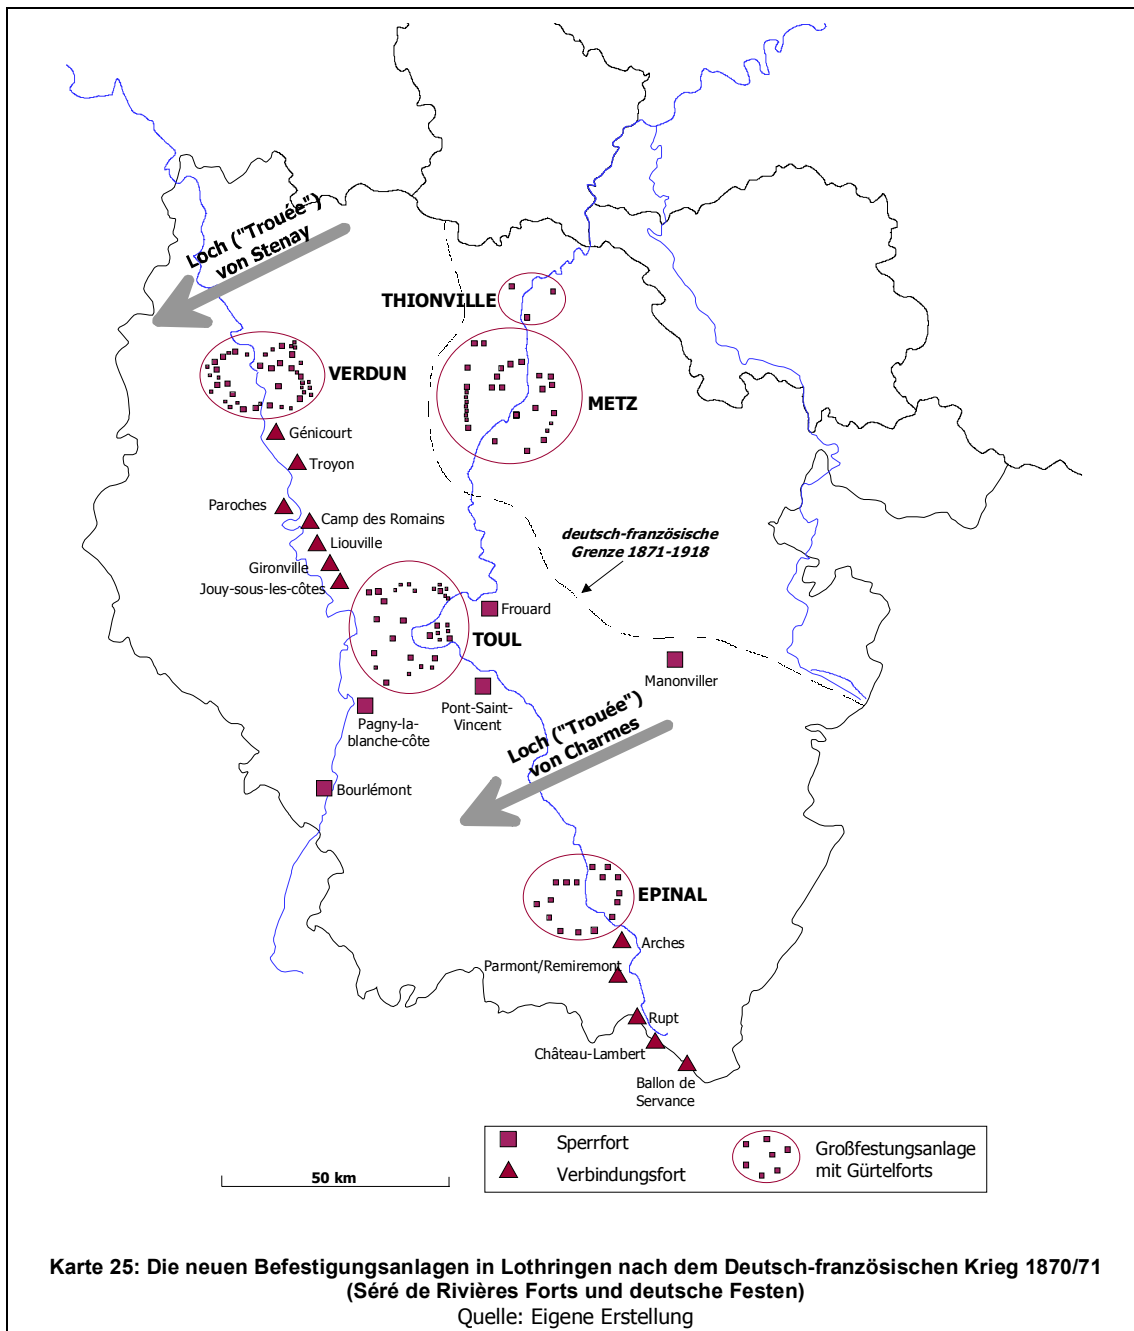 Loch ("Trouée")
von Stenay
THIONVILLE
VERDUN
METZ
Génicourt
Troyon
Paroches
Camp des Romains
Liouville
Gironville
Jouy-sous-les-côtes
deutsch-französische
Grenze 1871-1918
Frouard
TOUL
Manonviller
Pont-Saint-
Vincent
Pagny-la-
blanche-côte
Loch ("Trouée")
von Charmes
Bourlémont
EPINAL
Arches
Parmont/Remiremont
Rupt
Château-Lambert
Ballon de
Servance
Sperrfort
Verbindungsfort
Großfestungsanlage
mit Gürtelforts
50 km
Karte 25: Die neuen Befestigungsanlagen in Lothringen nach dem Deutsch-französischen Krieg 1870/71
(Séré de Rivières Forts und deutsche Festen)
Quelle: Eigene Erstellung